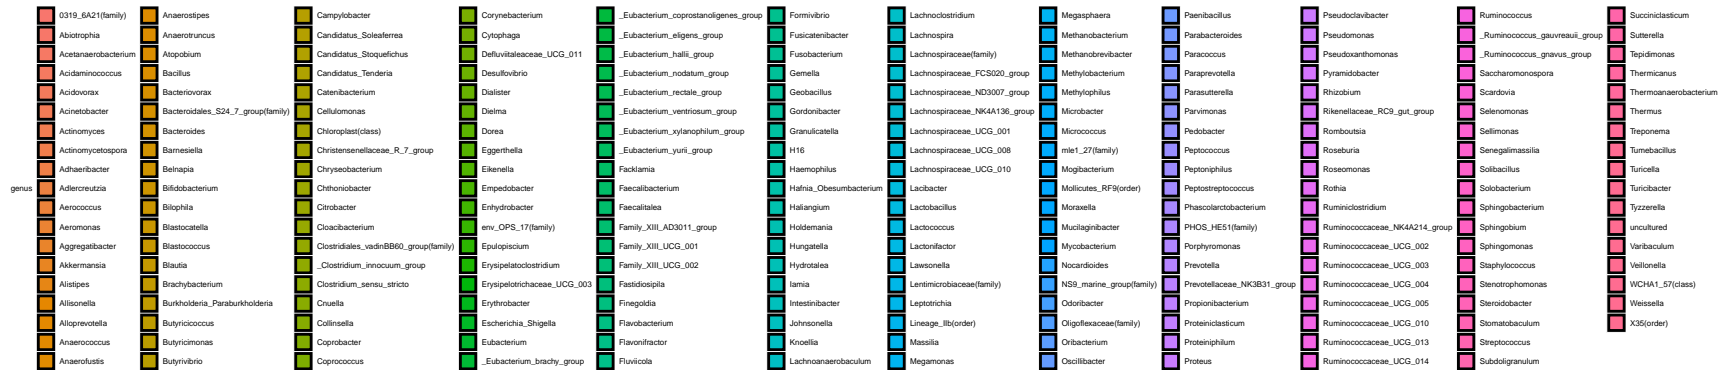 genus
0319_6A21(family)
Abiotrophia
Acetanaerobacterium
Acidaminococcus
Acidovorax
Acinetobacter
Actinomyces
Actinomycetospora
Adhaeribacter
Adlercreutzia
Aerococcus
Aeromonas
Aggregatibacter
Akkermansia
Alistipes
Allisonella
Alloprevotella
Anaerococcus
Anaerofustis
Anaerostipes
Anaerotruncus
Atopobium
Bacillus
Bacteriovorax
Bacteroidales_S24_7_group(family)
Bacteroides
Barnesiella
Belnapia
Bifidobacterium
Bilophila
Blastocatella
Blastococcus
Blautia
Brachybacterium
Burkholderia_Paraburkholderia
Butyricicoccus
Butyricimonas
Butyrivibrio
Campylobacter
Candidatus_Soleaferrea
Candidatus_Stoquefichus
Candidatus_Tenderia
Catenibacterium
Cellulomonas
Chloroplast(class)
Christensenellaceae_R_7_group
Chryseobacterium
Chthoniobacter
Citrobacter
Cloacibacterium
Clostridiales_vadinBB60_group(family)
_Clostridium_innocuum_group
Clostridium_sensu_stricto
Cnuella
Collinsella
Coprobacter
Coprococcus
Corynebacterium
Cytophaga
Defluviitaleaceae_UCG_011
Desulfovibrio
Dialister
Dielma
Dorea
Eggerthella
Eikenella
Empedobacter
Enhydrobacter
env_OPS_17(family)
Epulopiscium
Erysipelatoclostridium
Erysipelotrichaceae_UCG_003
Erythrobacter
Escherichia_Shigella
Eubacterium
_Eubacterium_brachy_group
_Eubacterium_coprostanoligenes_group
_Eubacterium_eligens_group
_Eubacterium_hallii_group
_Eubacterium_nodatum_group
_Eubacterium_rectale_group
_Eubacterium_ventriosum_group
_Eubacterium_xylanophilum_group
_Eubacterium_yurii_group
Facklamia
Faecalibacterium
Faecalitalea
Family_XIII_AD3011_group
Family_XIII_UCG_001
Family_XIII_UCG_002
Fastidiosipila
Finegoldia
Flavobacterium
Flavonifractor
Fluviicola
Formivibrio
Fusicatenibacter
Fusobacterium
Gemella
Geobacillus
Gordonibacter
Granulicatella
H16
Haemophilus
Hafnia_Obesumbacterium
Haliangium
Holdemania
Hungatella
Hydrotalea
Iamia
Intestinibacter
Johnsonella
Knoellia
Lachnoanaerobaculum
Lachnoclostridium
Lachnospira
Lachnospiraceae(family)
Lachnospiraceae_FCS020_group
Lachnospiraceae_ND3007_group
Lachnospiraceae_NK4A136_group
Lachnospiraceae_UCG_001
Lachnospiraceae_UCG_008
Lachnospiraceae_UCG_010
Lacibacter
Lactobacillus
Lactococcus
Lactonifactor
Lawsonella
Lentimicrobiaceae(family)
Leptotrichia
Lineage_IIb(order)
Massilia
Megamonas
Megasphaera
Methanobacterium
Methanobrevibacter
Methylobacterium
Methylophilus
Microbacter
Micrococcus
mle1_27(family)
Mogibacterium
Mollicutes_RF9(order)
Moraxella
Mucilaginibacter
Mycobacterium
Nocardioides
NS9_marine_group(family)
Odoribacter
Oligoflexaceae(family)
Oribacterium
Oscillibacter
Paenibacillus
Parabacteroides
Paracoccus
Paraprevotella
Parasutterella
Parvimonas
Pedobacter
Peptococcus
Peptoniphilus
Peptostreptococcus
Phascolarctobacterium
PHOS_HE51(family)
Porphyromonas
Prevotella
Prevotellaceae_NK3B31_group
Propionibacterium
Proteiniclasticum
Proteiniphilum
Proteus
Pseudoclavibacter
Pseudomonas
Pseudoxanthomonas
Pyramidobacter
Rhizobium
Rikenellaceae_RC9_gut_group
Romboutsia
Roseburia
Roseomonas
Rothia
Ruminiclostridium
Ruminococcaceae_NK4A214_group
Ruminococcaceae_UCG_002
Ruminococcaceae_UCG_003
Ruminococcaceae_UCG_004
Ruminococcaceae_UCG_005
Ruminococcaceae_UCG_010
Ruminococcaceae_UCG_013
Ruminococcaceae_UCG_014
Ruminococcus
_Ruminococcus_gauvreauii_group
_Ruminococcus_gnavus_group
Saccharomonospora
Scardovia
Selenomonas
Sellimonas
Senegalimassilia
Solibacillus
Solobacterium
Sphingobacterium
Sphingobium
Sphingomonas
Staphylococcus
Stenotrophomonas
Steroidobacter
Stomatobaculum
Streptococcus
Subdoligranulum
Succiniclasticum
Sutterella
Tepidimonas
Thermicanus
Thermoanaerobacterium
Thermus
Treponema
Tumebacillus
Turicella
Turicibacter
Tyzzerella
uncultured
Varibaculum
Veillonella
WCHA1_57(class)
Weissella
X35(order)